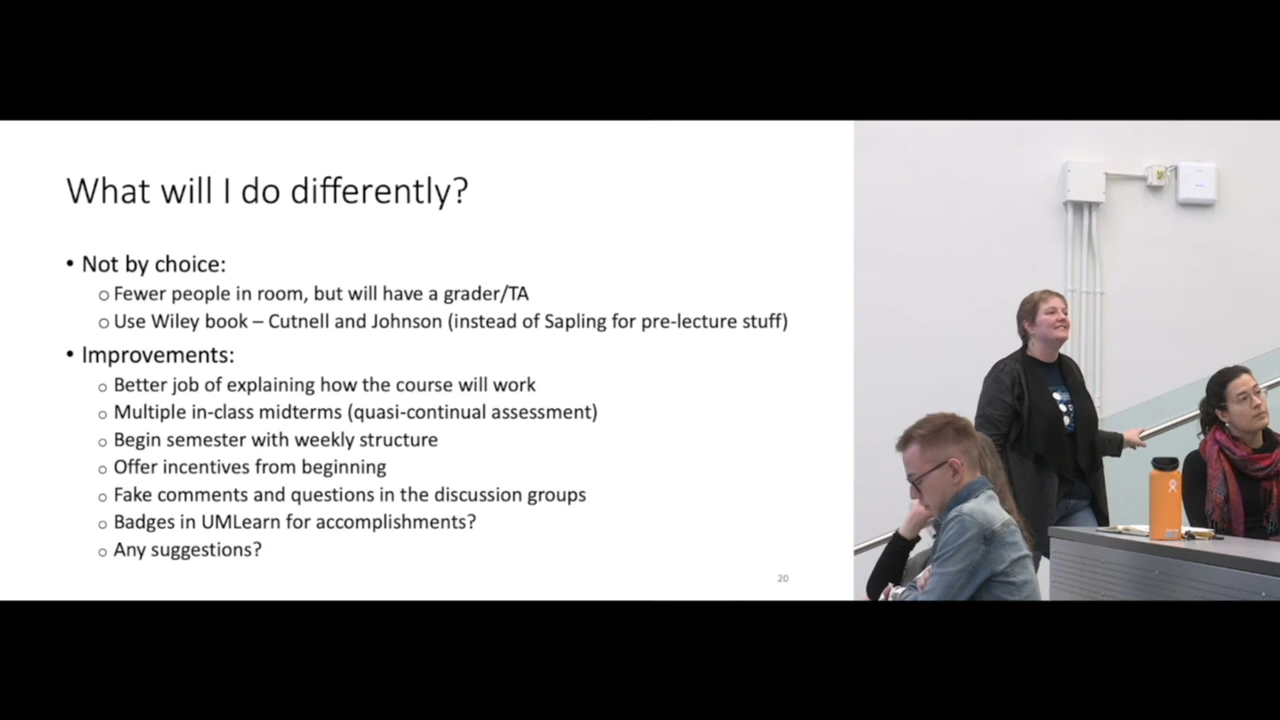 What will I do differently?
• Not by choice:
o Fewer people in room, but will have a grader/TA
o Use Wiley book – Cutnell and Johnson (instead of Sapling for pre-lecture stuff)
• Improvements:
o Better job of explaining how the course will work
o Multiple in-class midterms (quasi-continual assessment)
o Begin semester with weekly structure
o Offer incentives from beginning
o Fake comments and questions in the discussion groups
o Badges in UMLearn for accomplishments?
o Any suggestions?
20